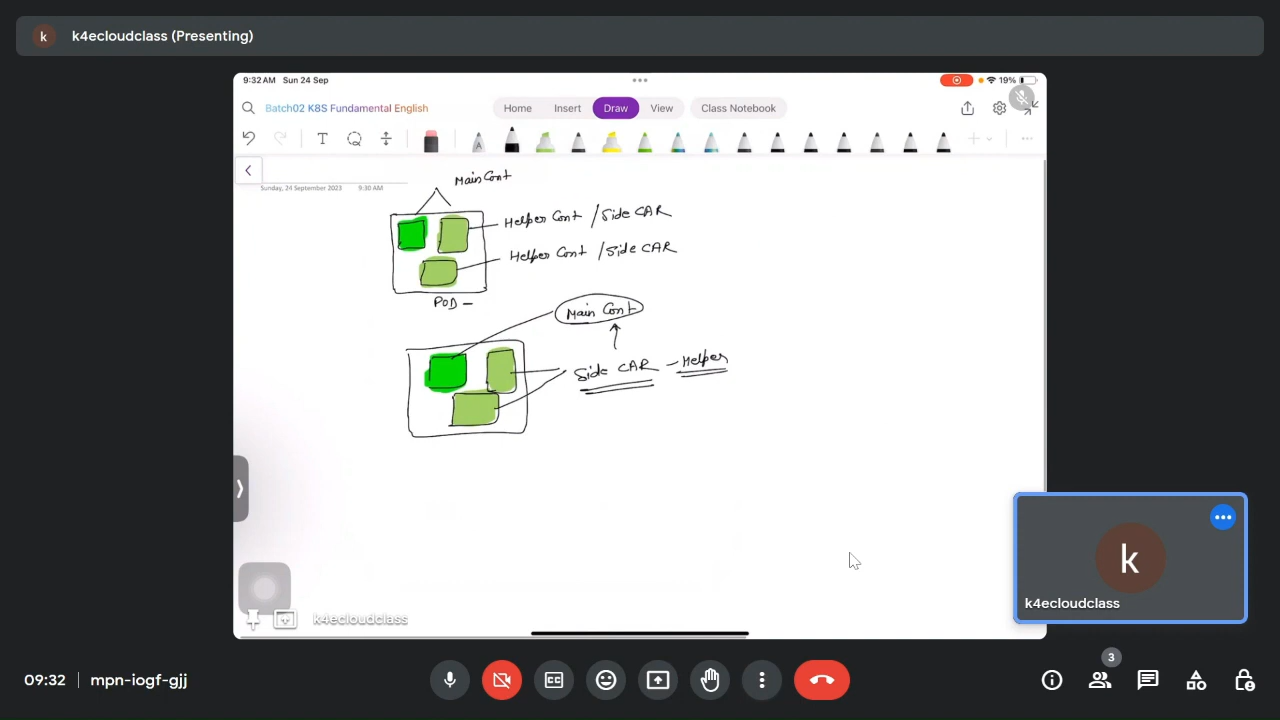 k
k4ecloudclass (Presenting)
9:32 AM Sun 24 Sep
19%
Batch02 K8S Fundamental English
Home Insert Draw View Class Notebook
Sunday, 24 September 2023 9:30 AM
Main Cont
Helper Cont / Side CAR
Helper Cont / Side CAR
POD -
Main Cont
Side CAR - Helper
k
k4ecloudclass
k4ecloudclass
3
09:32 mpn-iogf-gjj